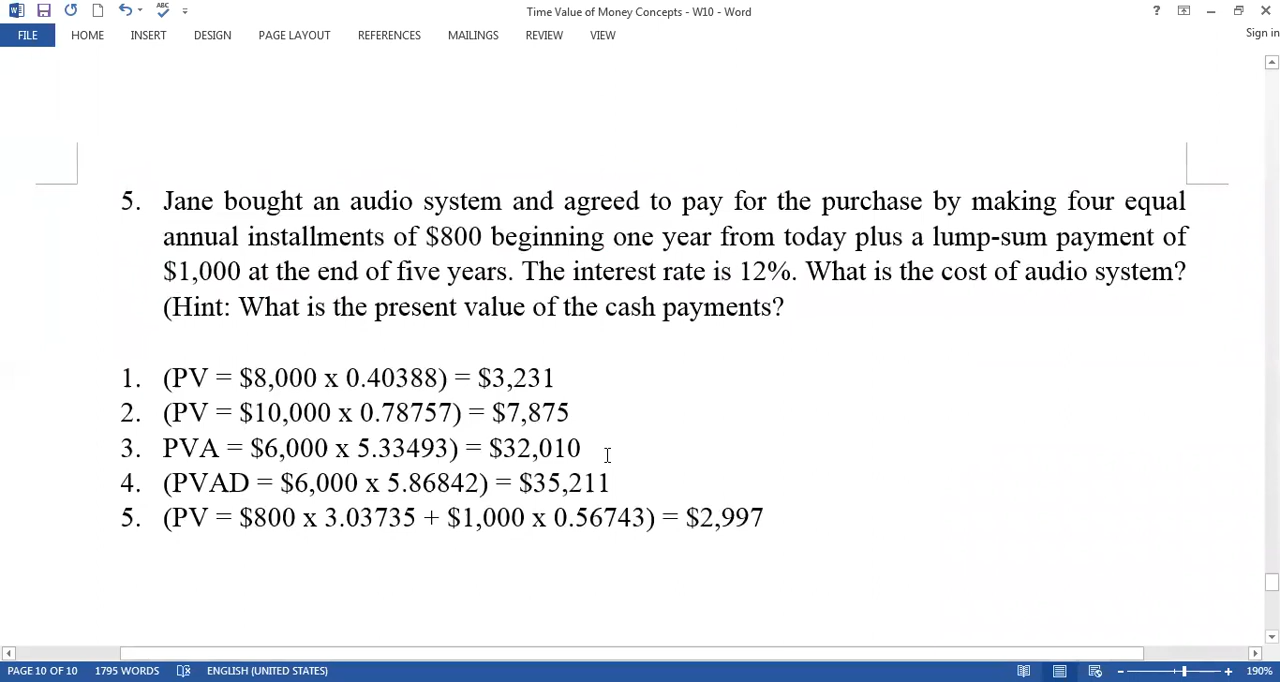 Time Value of Money Concepts - W10 - Word
?
Sign in
FILE HOME INSERT DESIGN PAGE LAYOUT REFERENCES MAILINGS REVIEW VIEW
5. Jane bought an audio system and agreed to pay for the purchase by making four equal
annual installments of $800 beginning one year from today plus a lump-sum payment of
$1,000 at the end of five years. The interest rate is 12%. What is the cost of audio system?
(Hint: What is the present value of the cash payments?
1. (PV = $8,000 x 0.40388) = $3,231
2. (PV = $10,000 x 0.78757) = $7,875
3. PVA = $6,000 x 5.33493) = $32,010
4. (PVAD = $6,000 x 5.86842) = $35,211
5. (PV = $800 x 3.03735 + $1,000 x 0.56743) = $2,997
PAGE 10 OF 10 1795 WORDS ENGLISH (UNITED STATES) 190%